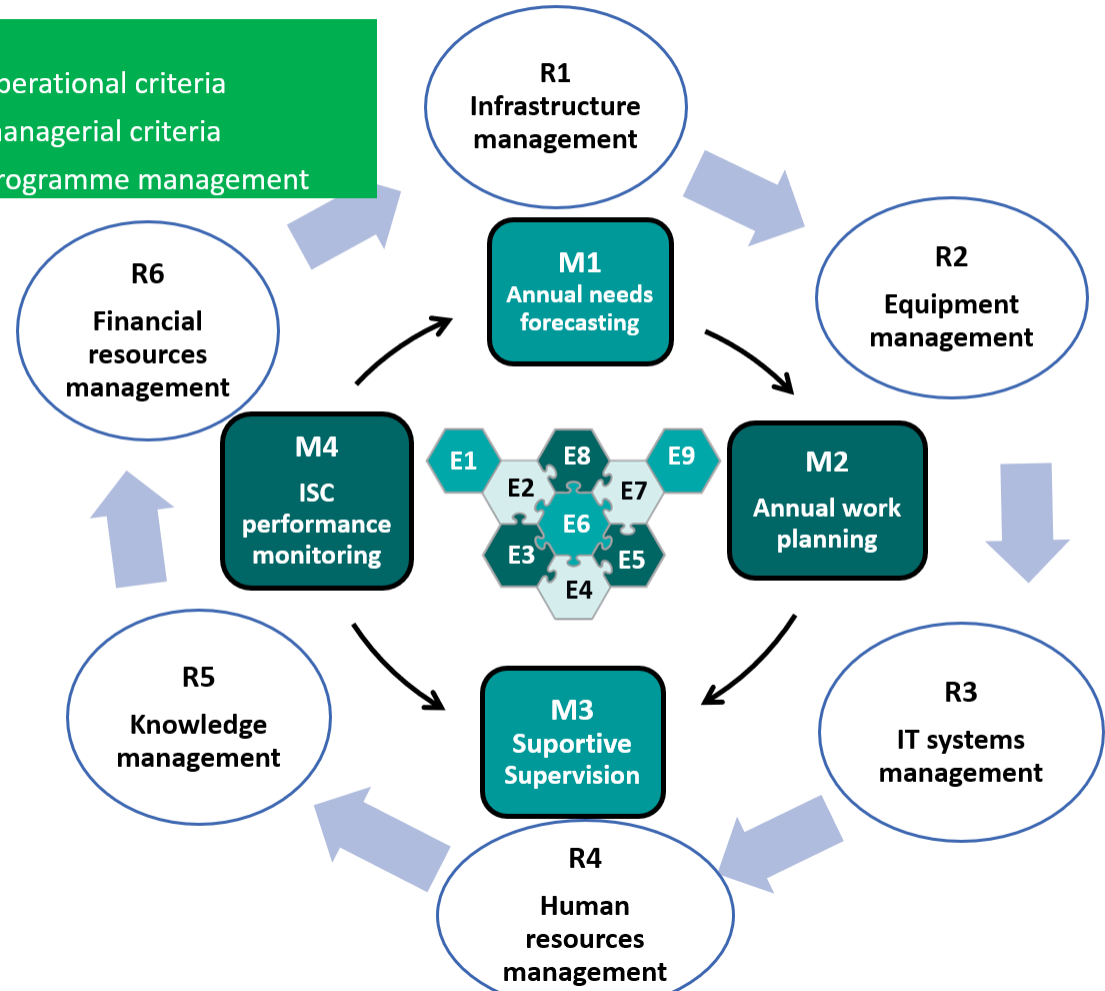 perational criteria
anagerial criteria
rogramme management
R1
Infrastructure
management
R2
Equipment
management
R3
IT systems
management
R4
Human
resources
management
R5
Knowledge
management
R6
Financial
resources
management
M1
Annual needs
forecasting
M2
Annual work
planning
M3
Suportive
Supervision
M4
ISC
performance
monitoring
E1
E2
E3
E4
E5
E6
E7
E8
E9